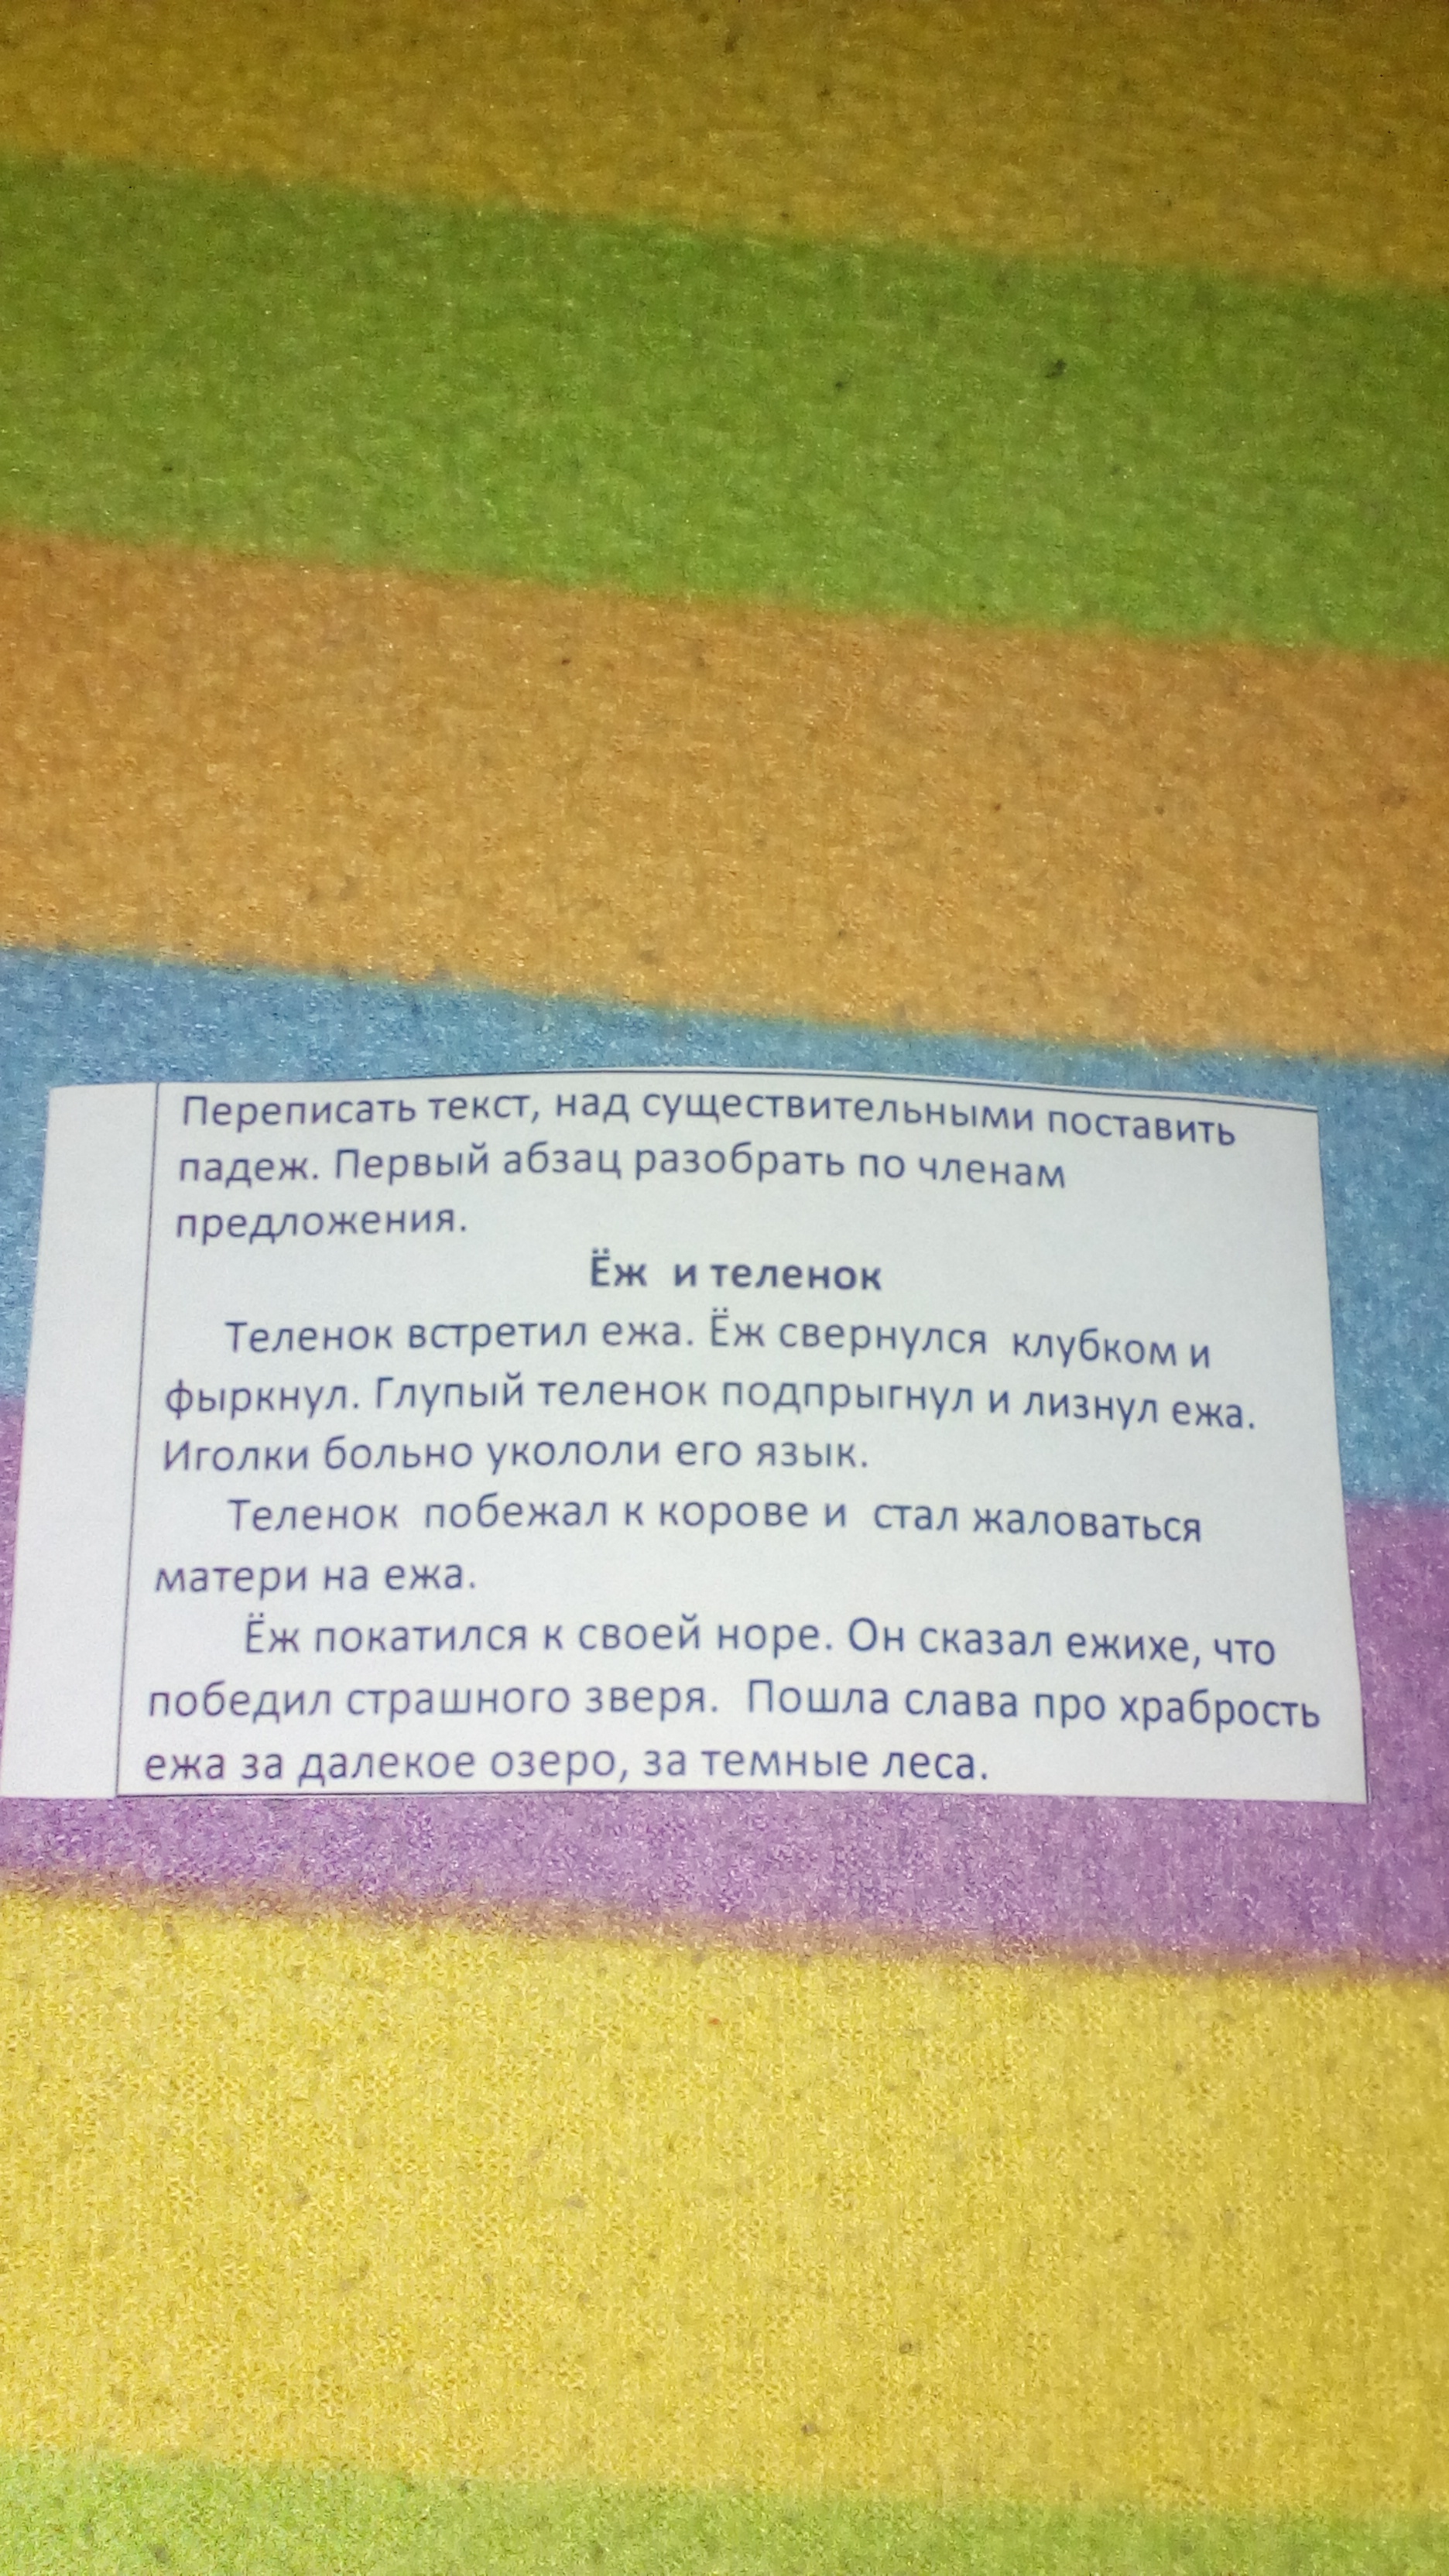 Переписать текст, над существительными поставить
падеж. Первый абзац разобрать по членам
предложения.
Ёж и теленок
Теленок встретил ежа. Ёж свернулся клубком и
фыркнул. Глупый теленок подпрыгнул и лизнул ежа.
Иголки больно укололи его язык.
Теленок побежал к корове и стал жаловаться
матери на ежа.
Ёж покатился к своей норе. Он сказал ежихе, что
победил страшного зверя. Пошла слава про храбрость
ежа за далекое озеро, за темные леса.